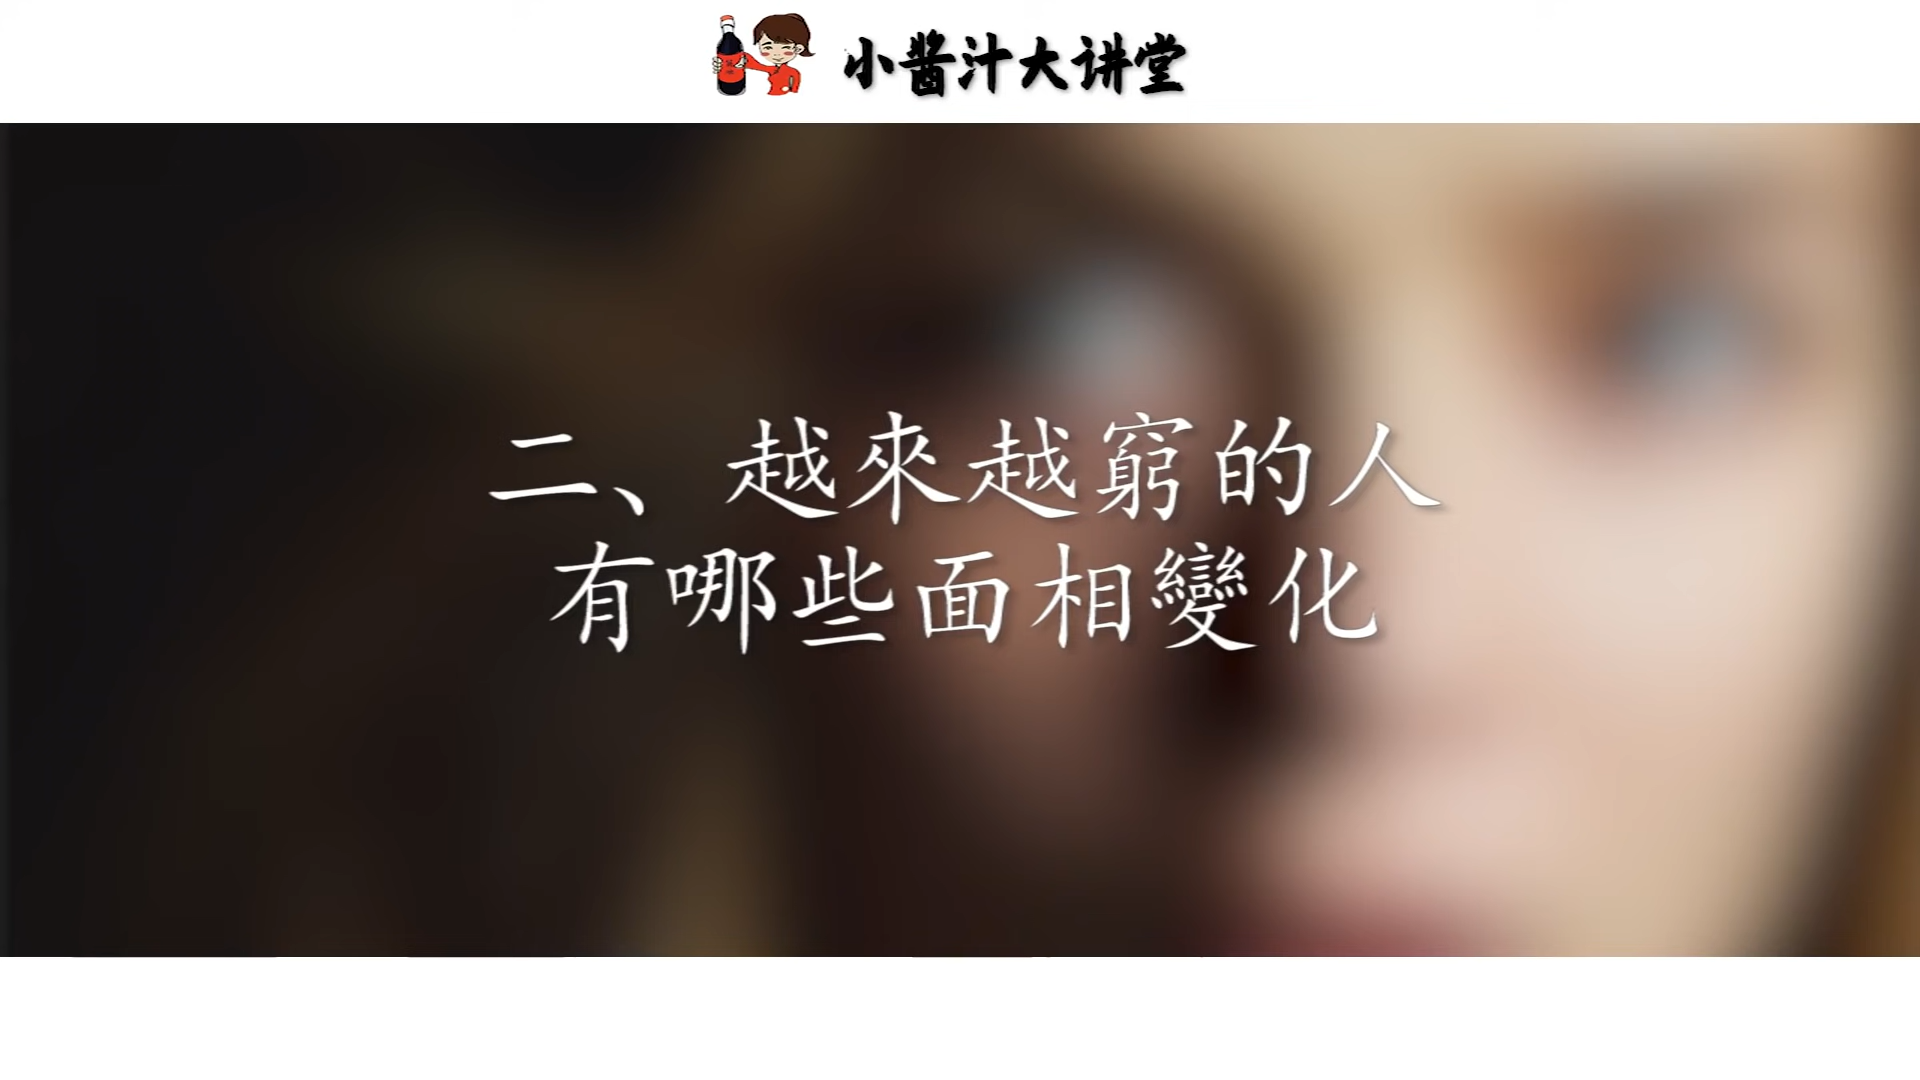 小酱汁大讲堂
二、越來越窮的人
有哪些面相變化